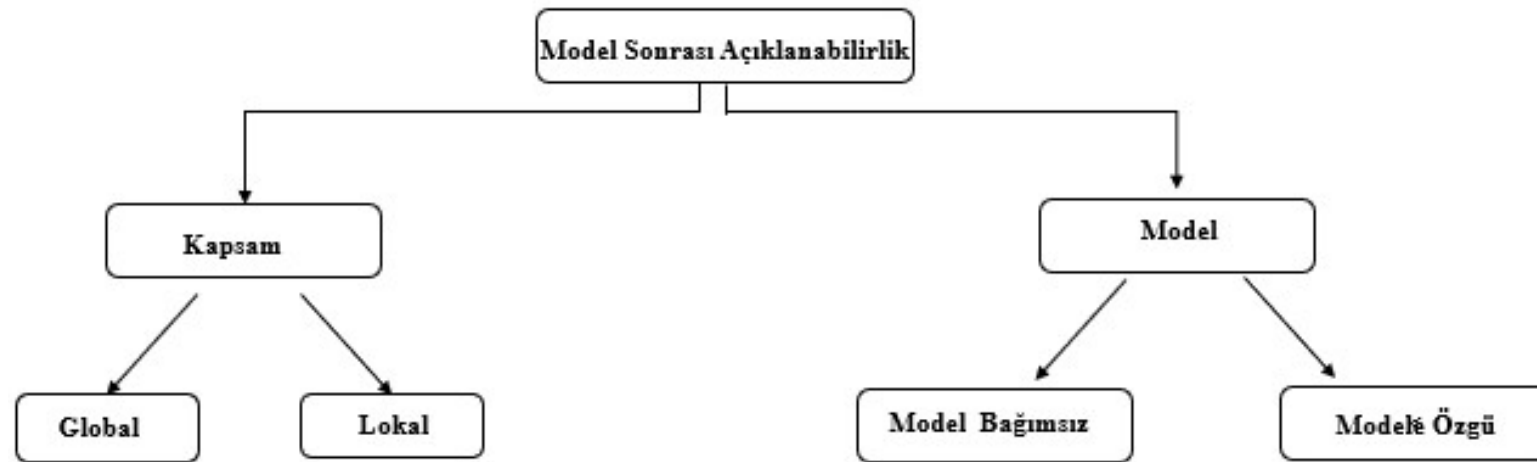 Model Sonrası Açıklanabilirlik
Kapsam
Model
Global
Lokal
Model Bağımsız
Modele Özgü